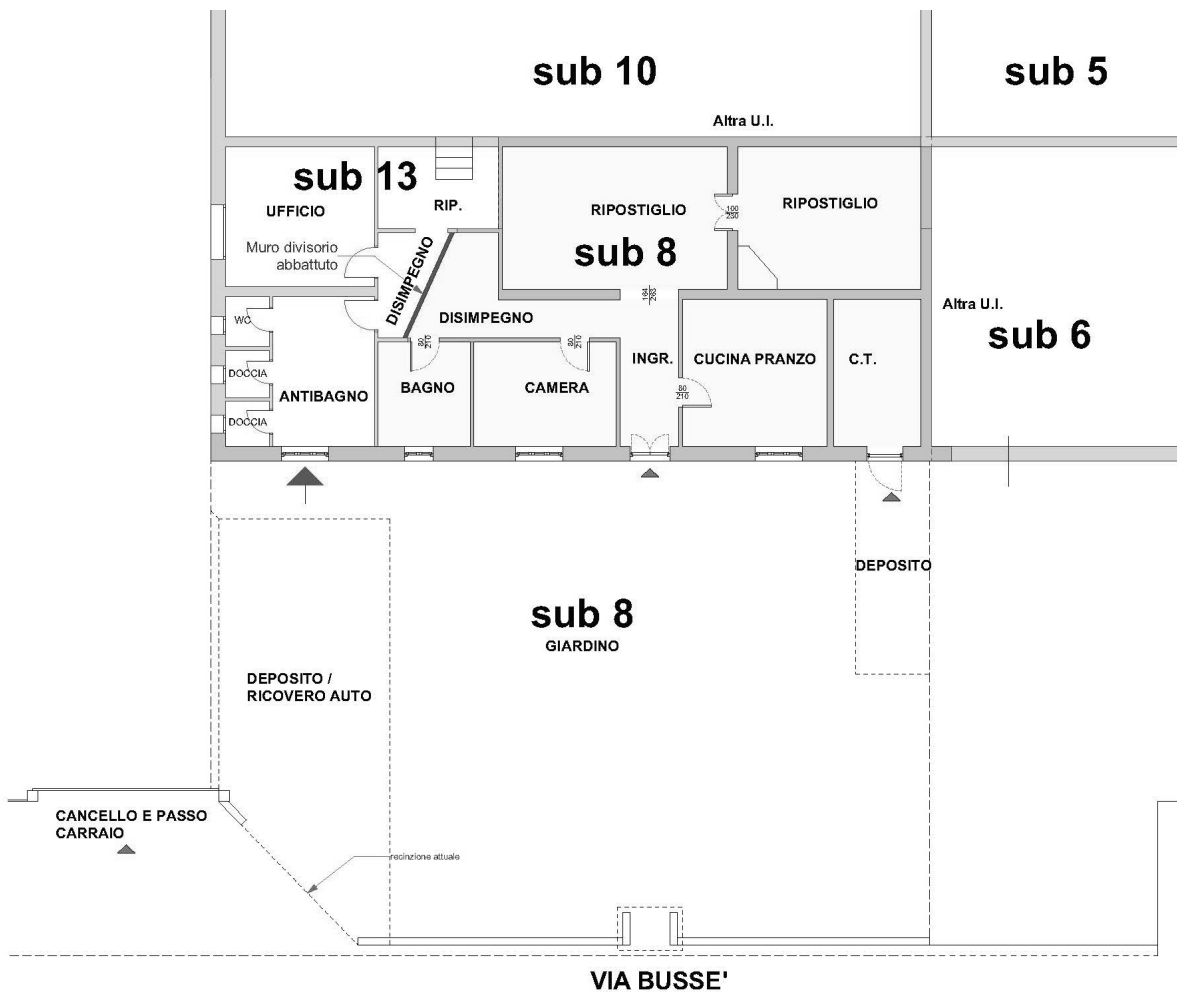 sub 10
sub 5
Altra U.I.
sub 13
UFFICIO
RIP.
RIPOSTIGLIO
100
230
RIPOSTIGLIO
Muro divisorio
abbattuto
sub 8
DISIMPEGNO
164
263
Altra U.I.
WC
DISIMPEGNO
sub 6
80
210
80
210
INGR.
CUCINA PRANZO
C.T.
DOCCIA
BAGNO
CAMERA
80
210
ANTIBAGNO
DOCCIA
DEPOSITO
sub 8
GIARDINO
DEPOSITO /
RICOVERO AUTO
CANCELLO E PASSO
CARRAIO
recinzione attuale
VIA BUSSE'